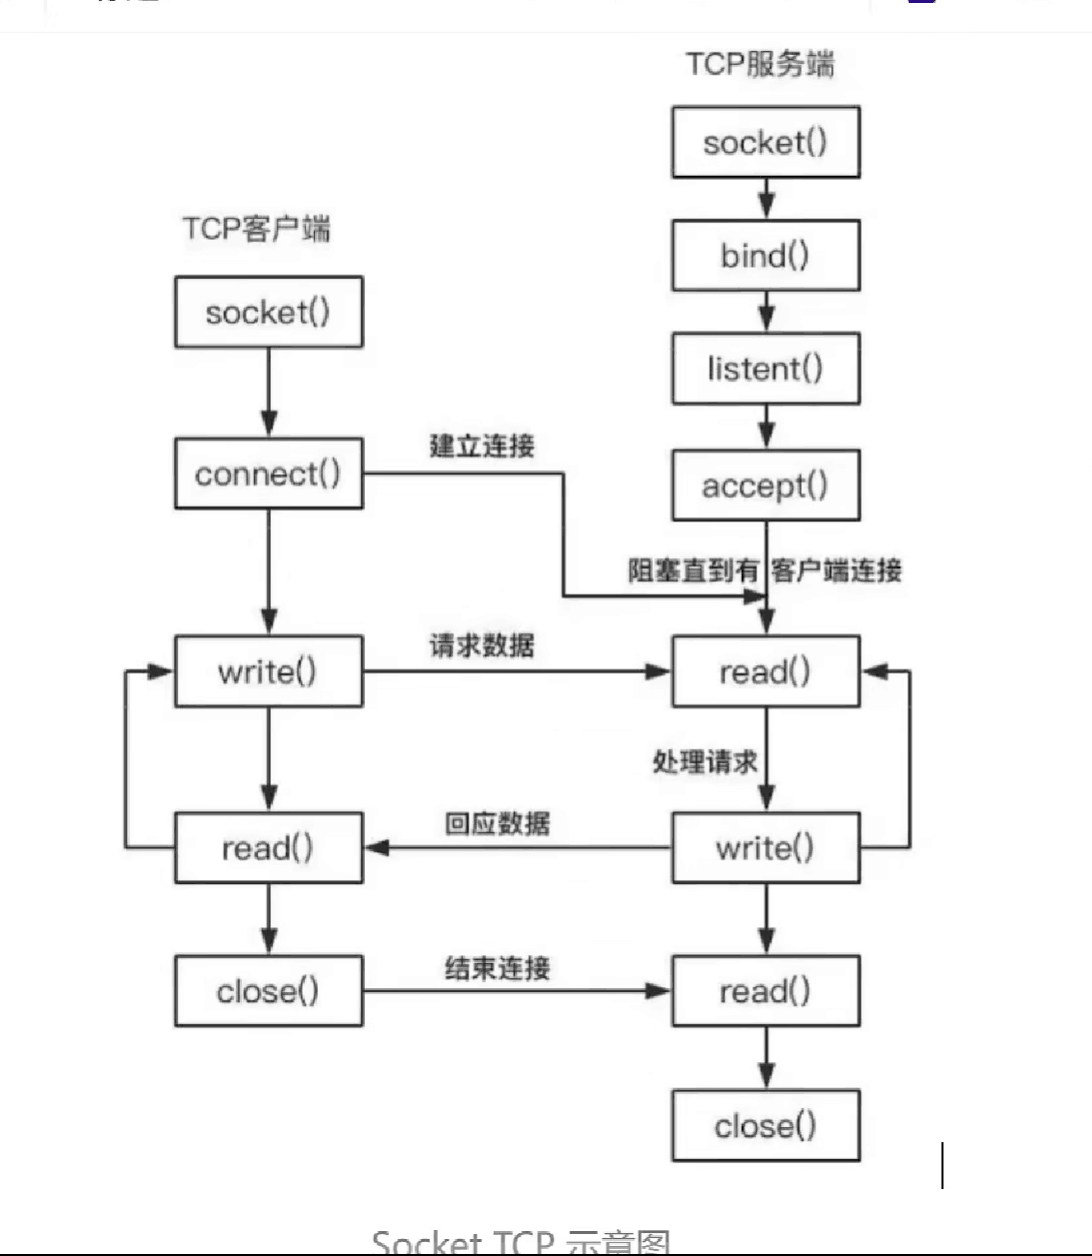 TCP服务端
socket()
bind()
TCP客户端
socket()
listent()
建立连接
connect()
accept()
阻塞直到有 客户端连接
请求数据
write()
read()
处理请求
回应数据
read()
write()
结束连接
close()
read()
close()
Socket TCP 示意图